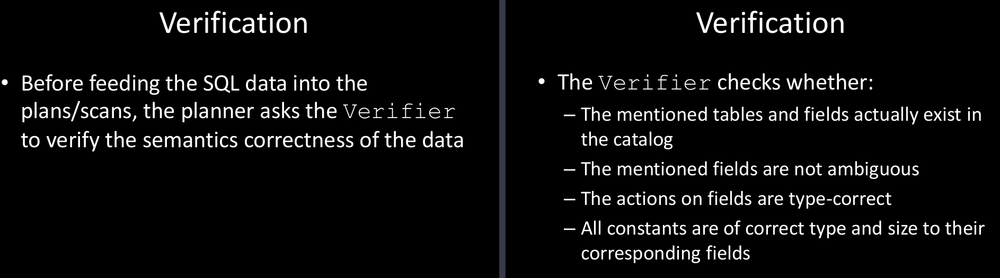 Verification
• Before feeding the SQL data into the
plans/scans, the planner asks the Verifier
to verify the semantics correctness of the data
Verification
• The Verifier checks whether:
– The mentioned tables and fields actually exist in
the catalog
– The mentioned fields are not ambiguous
– The actions on fields are type-correct
– All constants are of correct type and size to their
corresponding fields